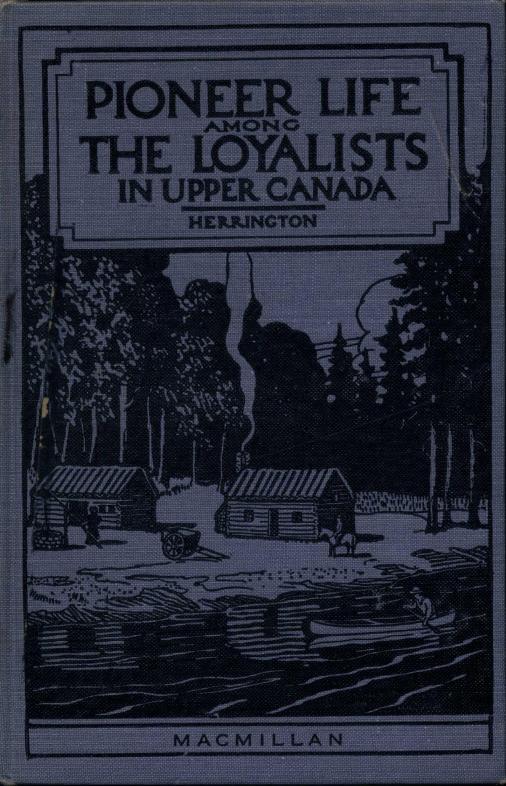 PIONEER LIFE
AMONG
THE LOYALISTS
IN UPPER CANADA
HERRINGTON
MACMILLAN